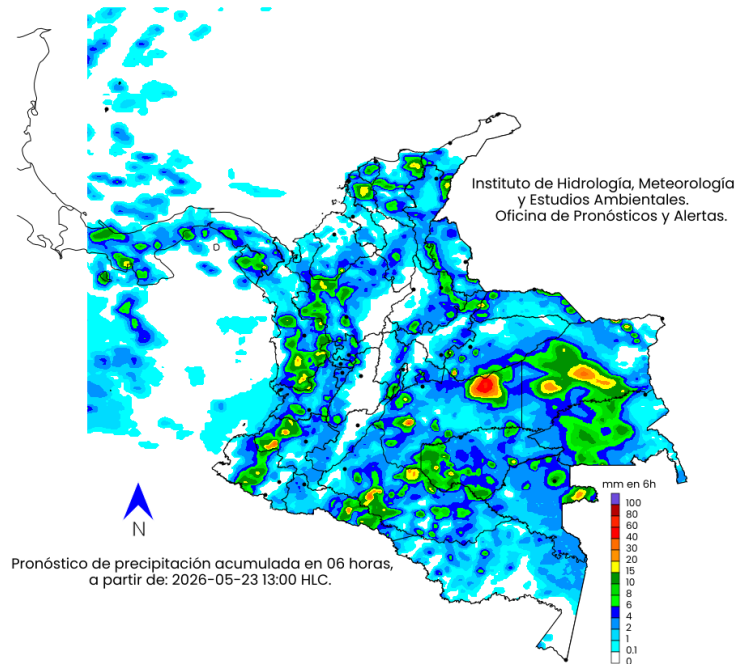 Instituto de Hidrología, Meteorología
y Estudios Ambientales.
Oficina de Pronósticos y Alertas.
N
Pronóstico de precipitación acumulada en 06 horas,
a partir de: 2026-05-23 13:00 HLC.
mm en 6h
100
80
60
40
30
20
15
10
8
6
4
2
1
0.1
0